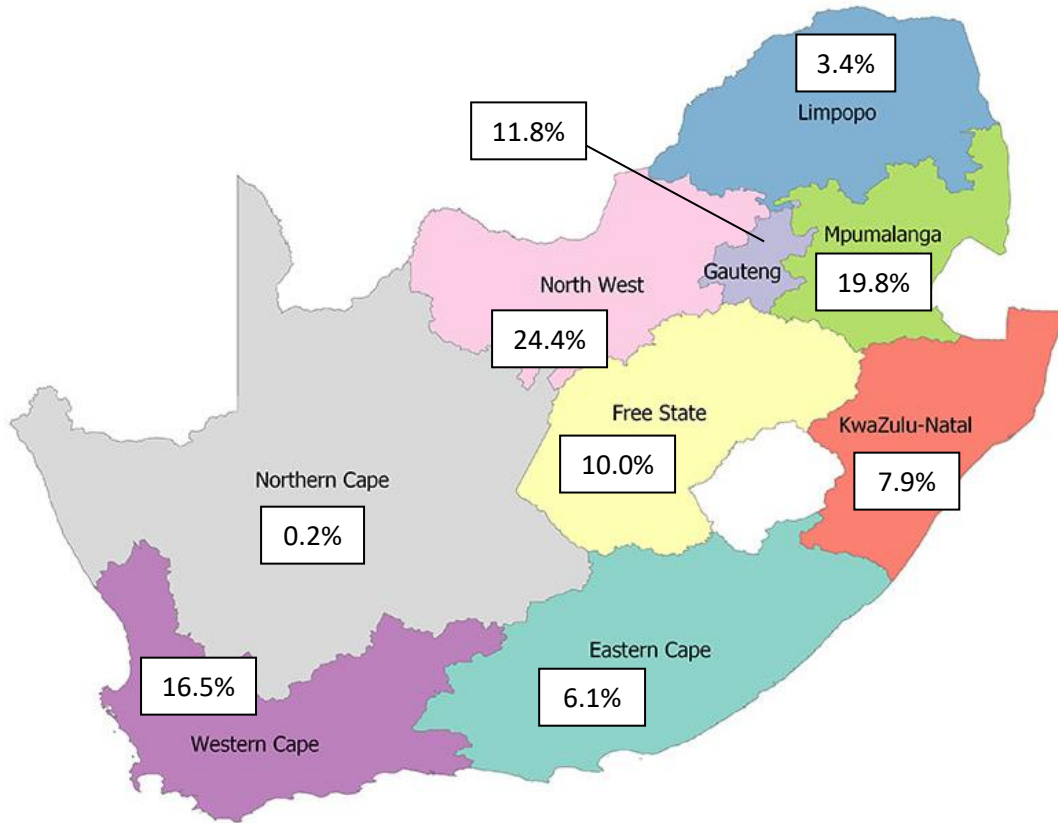 3.4%
Limpopo
11.8%
Mpumalanga
19.8%
Gauteng
North West
24.4%
Free State
10.0%
KwaZulu-Natal
7.9%
Northern Cape
0.2%
Eastern Cape
6.1%
16.5%
Western Cape